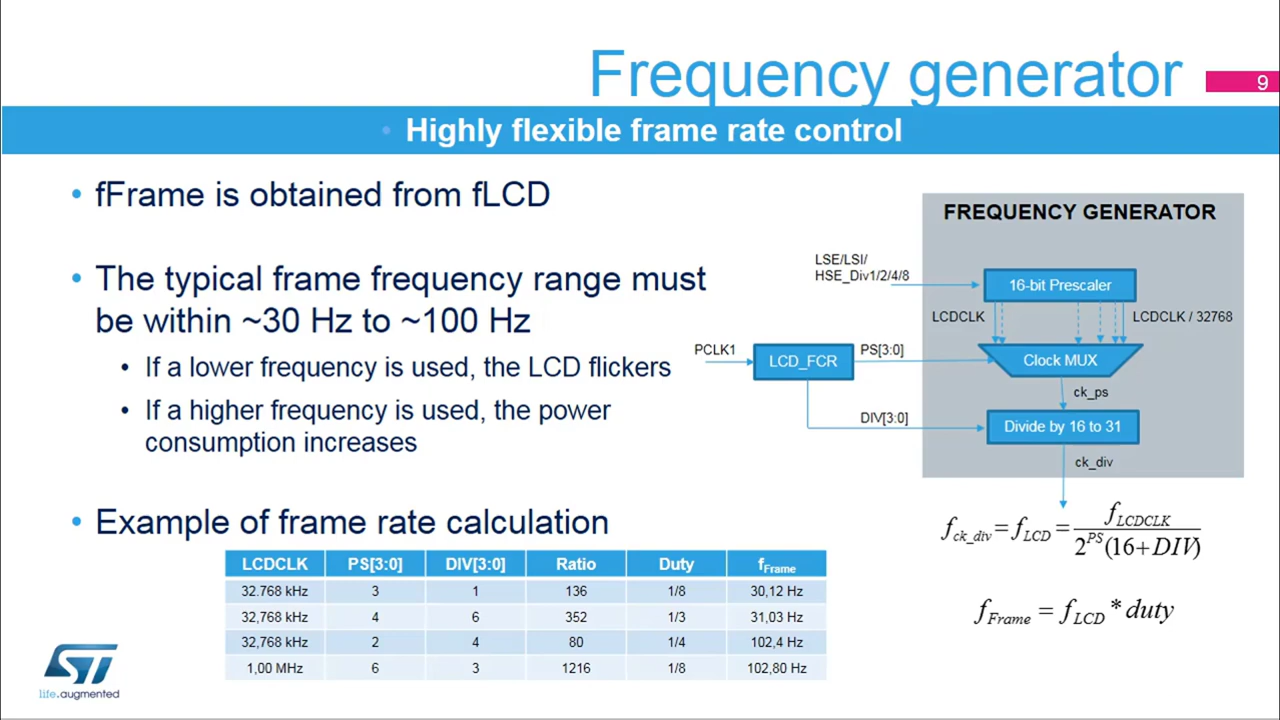 Frequency generator
9
• Highly flexible frame rate control
• fFrame is obtained from fLCD
• The typical frame frequency range must
be within ~30 Hz to ~100 Hz
• If a lower frequency is used, the LCD flickers
• If a higher frequency is used, the power
consumption increases
• Example of frame rate calculation
LCDCLK PS[3:0] DIV[3:0] Ratio Duty fFrame
32.768 kHz 3 1 136 1/8 30,12 Hz
32,768 kHz 4 6 352 1/3 31,03 Hz
32,768 kHz 2 4 80 1/4 102,4 Hz
1,00 MHz 6 3 1216 1/8 102,80 Hz
FREQUENCY GENERATOR
LSE/LSI/
HSE_Div1/2/4/8
16-bit Prescaler
LCDCLK LCDCLK / 32768
PCLK1 LCD_FCR PS[3:0] Clock MUX
ck_ps
DIV[3:0] Divide by 16 to 31
ck_div
f_ck_div = f_LCD = f_LCDCLK / 2^PS (16+DIV)
f_Frame = f_LCD * duty
ST
life.augmented